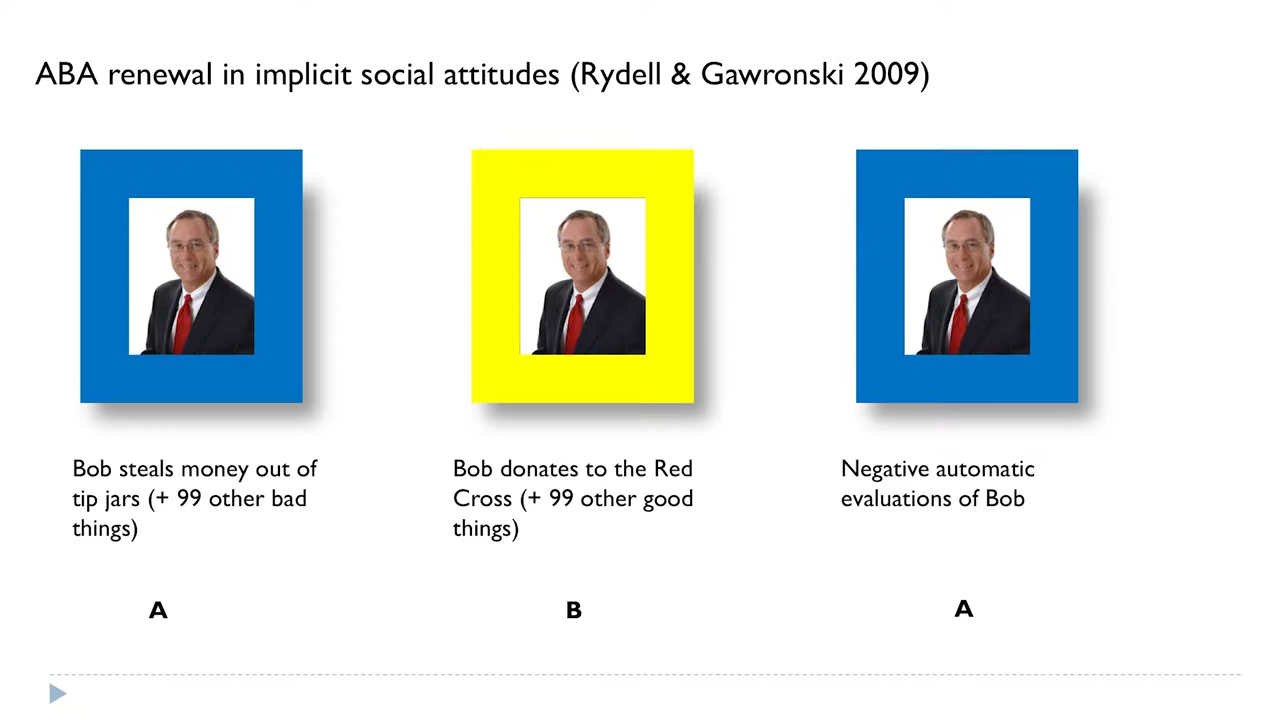 ABA renewal in implicit social attitudes (Rydell & Gawronski 2009)
Bob steals money out of
tip jars (+ 99 other bad
things)
Bob donates to the Red
Cross (+ 99 other good
things)
Negative automatic
evaluations of Bob
A
B
A